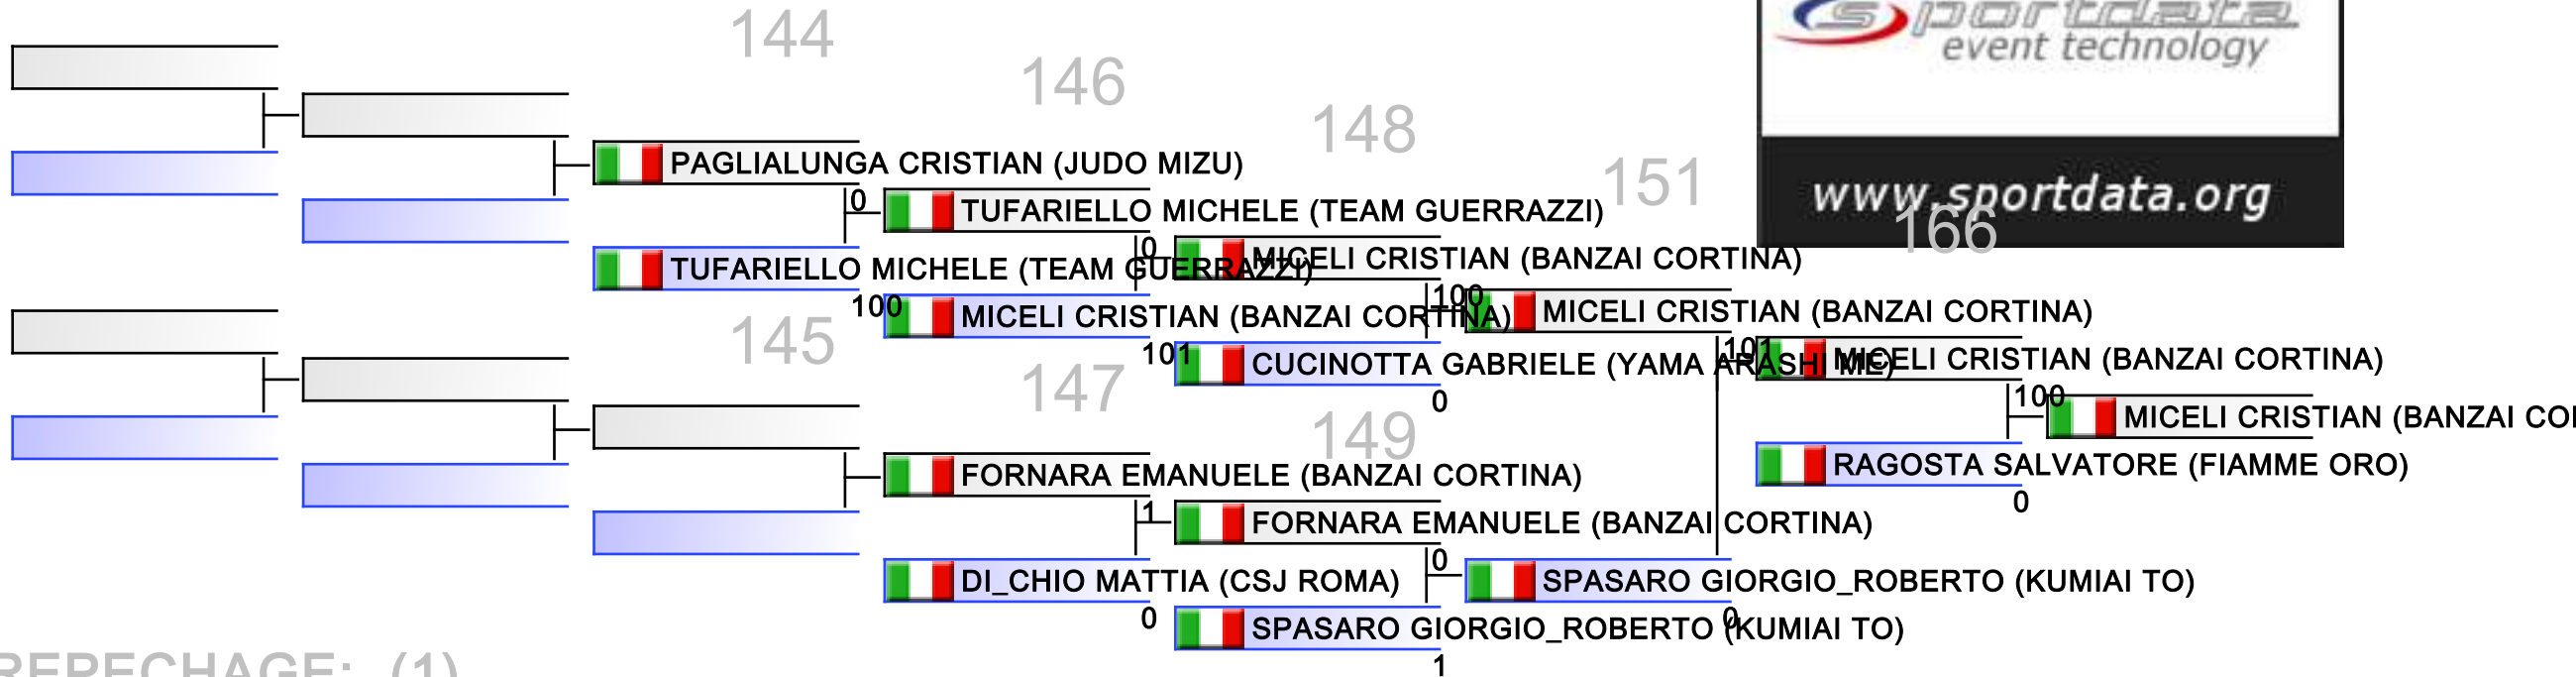 144
sportdata
event technology
www.sportdata.org
146
148
151
166
PAGLIALUNGA CRISTIAN (JUDO MIZU)
0
TUFARIELLO MICHELE (TEAM GUERRAZZI)
0
MICELI CRISTIAN (BANZAI CORTINA)
TUFARIELLO MICHELE (TEAM GUERRAZZI)
100
100
MICELI CRISTIAN (BANZAI CORTINA)
MICELI CRISTIAN (BANZAI CORTINA)
145
101
101
CUCINOTTA GABRIELE (YAMA ARASHI ME)
MICELI CRISTIAN (BANZAI CORTINA)
147
0
100
149
MICELI CRISTIAN (BANZAI CO
FORNARA EMANUELE (BANZAI CORTINA)
RAGOSTA SALVATORE (FIAMME ORO)
0
1
FORNARA EMANUELE (BANZAI CORTINA)
0
DI_CHIO MATTIA (CSJ ROMA)
SPASARO GIORGIO_ROBERTO (KUMIAI TO)
0
0
SPASARO GIORGIO_ROBERTO (KUMIAI TO)
1
REPECHAGE: (1)